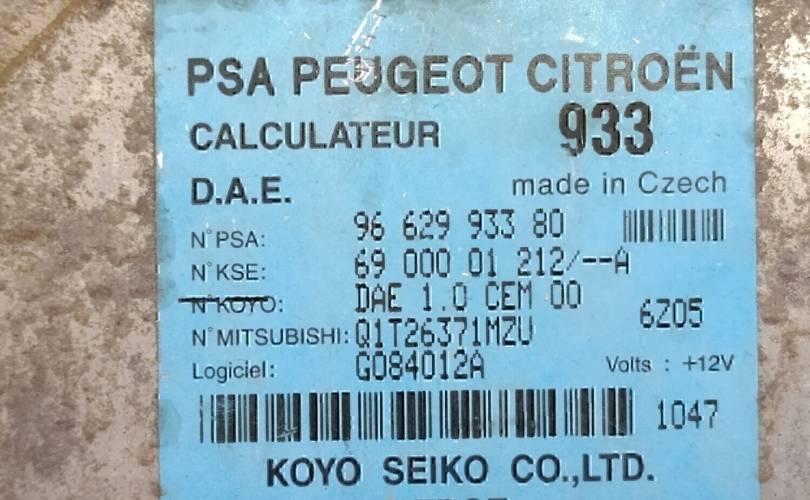 PSA PEUGEOT CITROËN
CALCULATEUR 933
D.A.E. made in Czech
N°PSA: 96 629 933 80
N°KSE: 69 000 01 212/--A
N°KOYO: DAE 1.0 CEM 00
6Z05
N°MITSUBISHI: Q1T26371MZU
Logiciel: G084012A Volts : +12V
1047
KOYO SEIKO CO.,LTD.